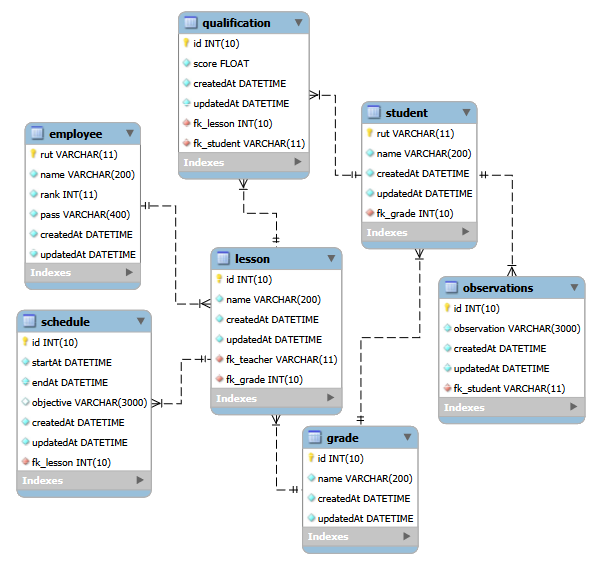 qualification
id INT(10)
score FLOAT
createdAt DATETIME
updatedAt DATETIME
fk_lesson INT(10)
fk_student VARCHAR(11)
Indexes
student
rut VARCHAR(11)
name VARCHAR(200)
createdAt DATETIME
updatedAt DATETIME
fk_grade INT(10)
Indexes
employee
rut VARCHAR(11)
name VARCHAR(200)
rank INT(11)
pass VARCHAR(400)
createdAt DATETIME
updatedAt DATETIME
Indexes
lesson
id INT(10)
name VARCHAR(200)
createdAt DATETIME
updatedAt DATETIME
fk_teacher VARCHAR(11)
fk_grade INT(10)
Indexes
observations
id INT(10)
observation VARCHAR(3000)
createdAt DATETIME
updatedAt DATETIME
fk_student VARCHAR(11)
Indexes
schedule
id INT(10)
startAt DATETIME
endAt DATETIME
objective VARCHAR(3000)
createdAt DATETIME
updatedAt DATETIME
fk_lesson INT(10)
Indexes
grade
id INT(10)
name VARCHAR(200)
createdAt DATETIME
updatedAt DATETIME
Indexes